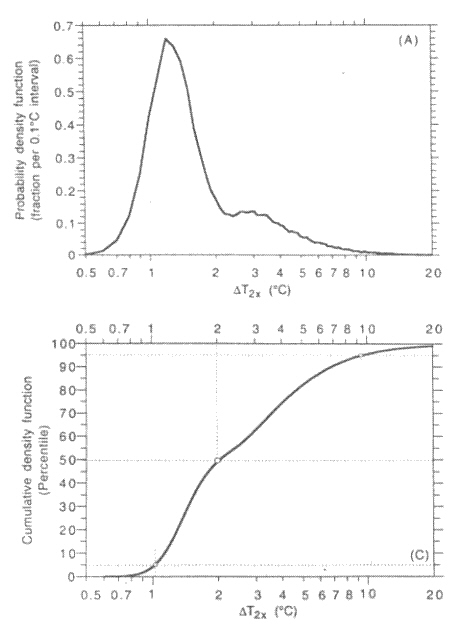 (A)
Probability density function
(fraction per 0.1°C interval)
0.7
0.6
0.5
0.4
0.3
0.2
0.1
0
0.5 0.7 1 2 3 4 5 6 7 8 10 20
ΔT2x (°C)
0.5 0.7 1 2 3 4 5 6 7 8 10 20
Cumulative density function
(Percentile)
100
90
80
70
60
50
40
30
20
10
0
(C)
0.5 0.7 1 2 3 4 5 6 7 8 10 20
ΔT2x (°C)